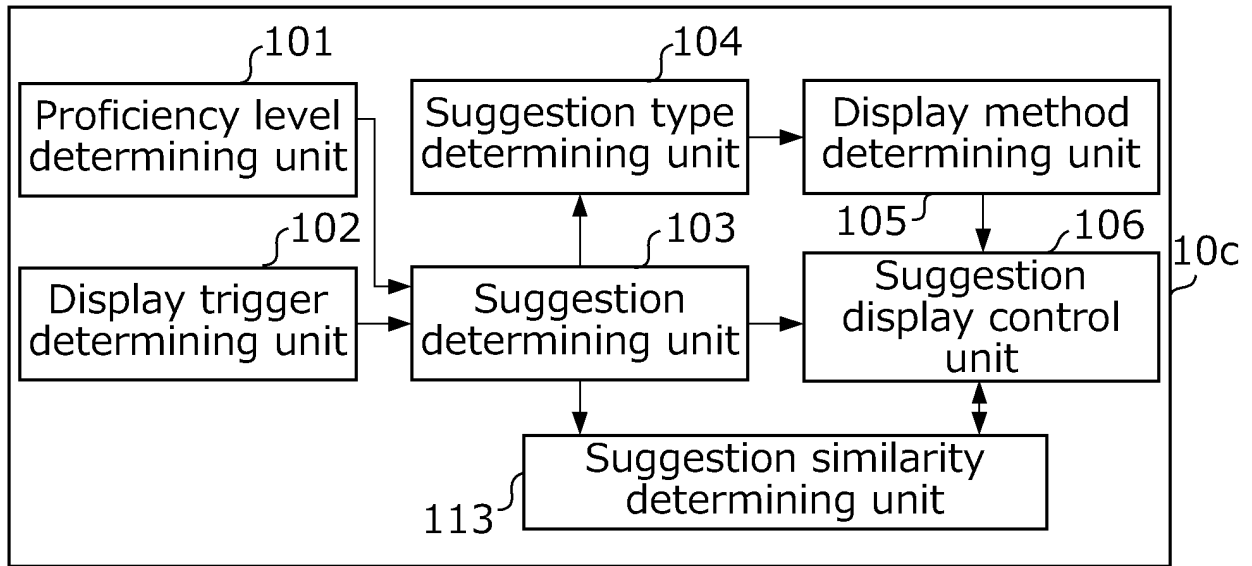 101
Proficiency level
determining unit
104
Suggestion type
determining unit
Display method
determining unit
105
102
Display trigger
determining unit
103
Suggestion
determining unit
106
Suggestion
display control
unit
10c
Suggestion similarity
determining unit
113